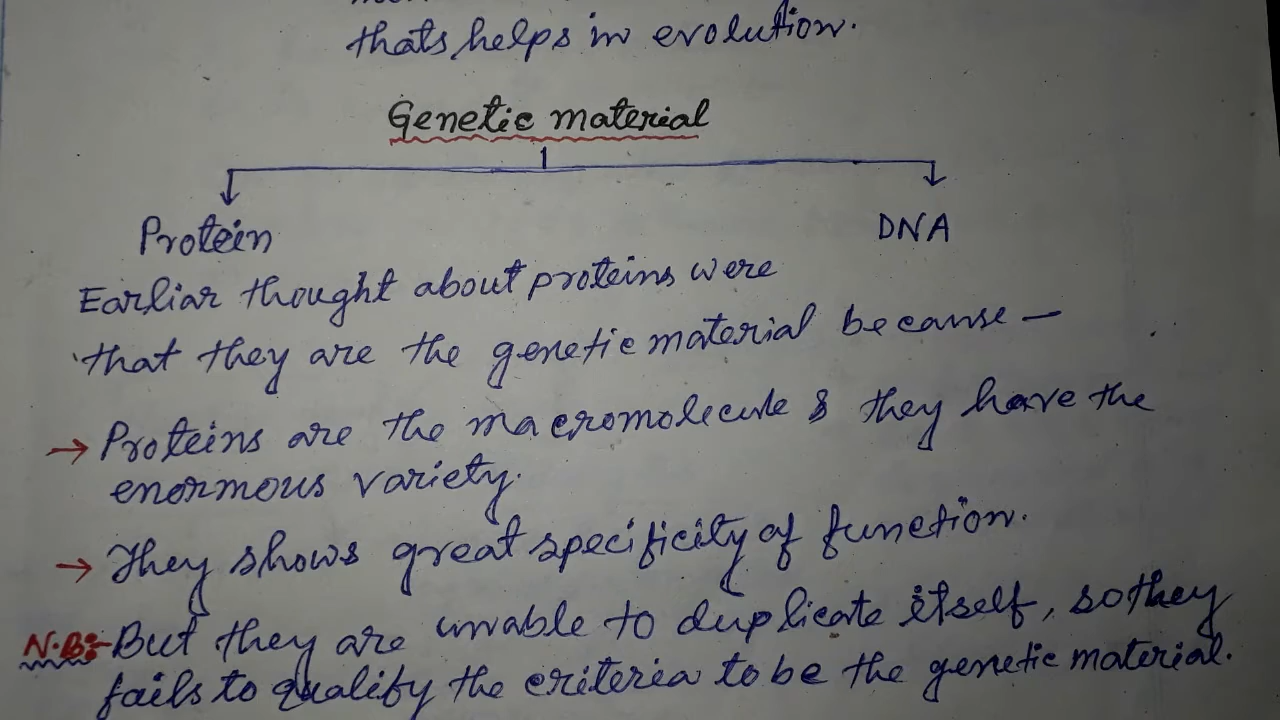 thats helps in evolution.
Genetic material
Protein
DNA
Earliar thought about proteins were
that they are the genetic material because —
→ Proteins are the macromolecule & they have the
enormous variety.
→ They shows great specificity of function.
N.B:- But they are unable to duplicate itself, so they
fails to qualify the criteria to be the genetic material.